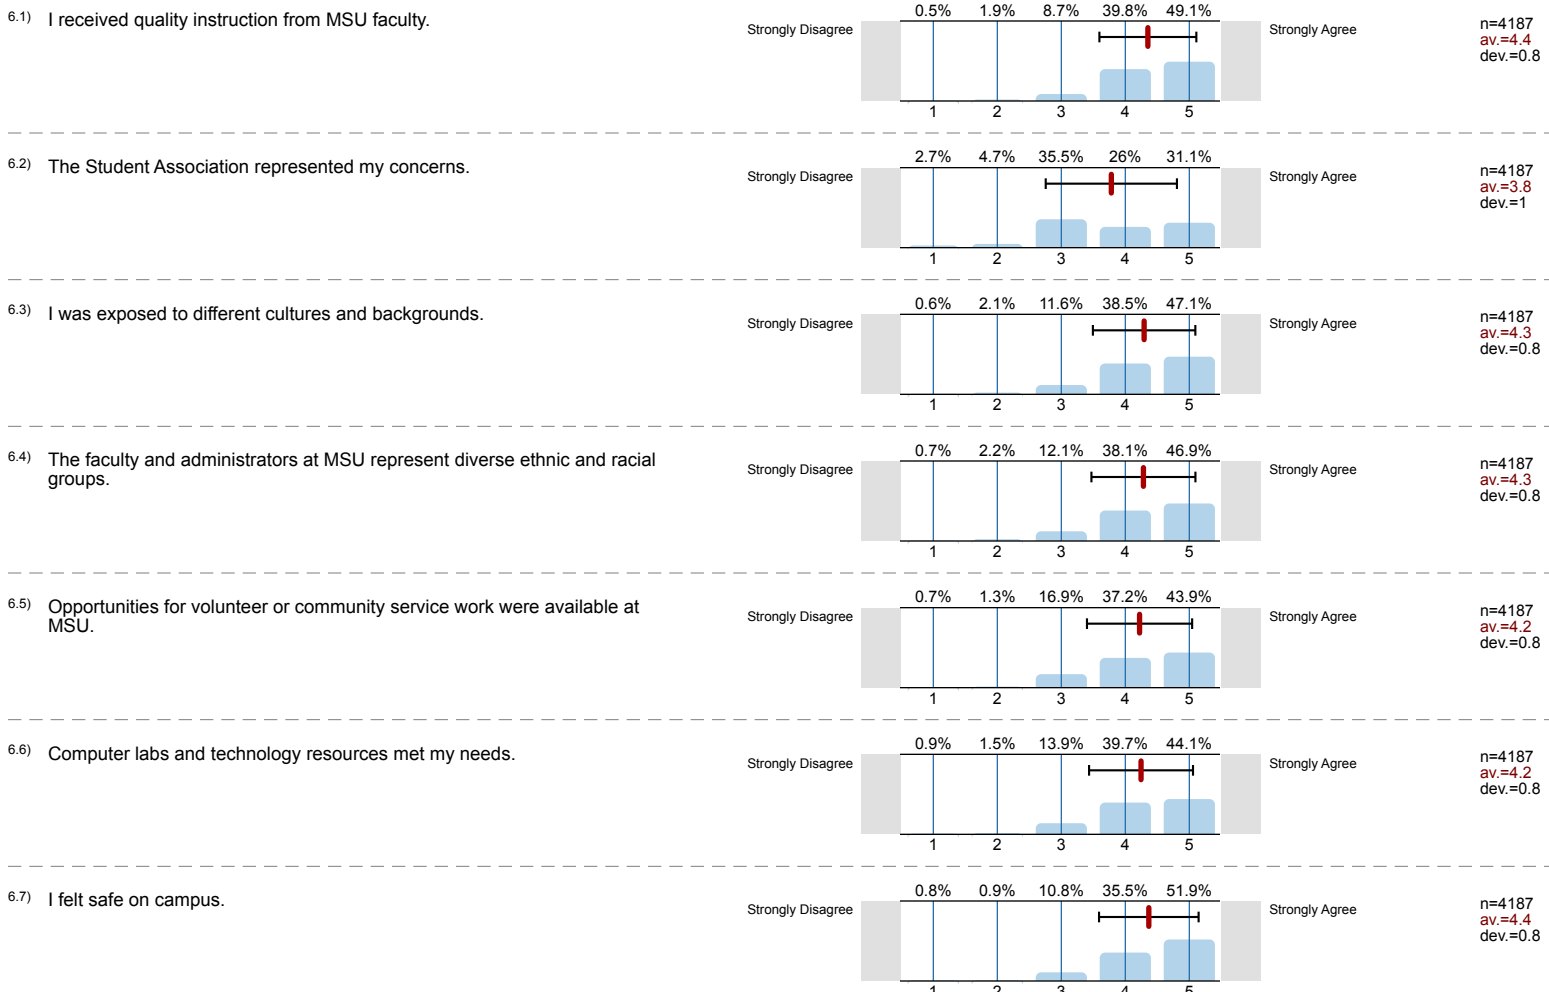 6.1) I received quality instruction from MSU faculty.
0.5% 1.9% 8.7% 39.8% 49.1%
Strongly Disagree
Strongly Agree
n=4187
av.=4.4
dev.=0.8
1 2 3 4 5
6.2) The Student Association represented my concerns.
2.7% 4.7% 35.5% 26% 31.1%
Strongly Disagree
Strongly Agree
n=4187
av.=3.8
dev.=1
1 2 3 4 5
6.3) I was exposed to different cultures and backgrounds.
0.6% 2.1% 11.6% 38.5% 47.1%
Strongly Disagree
Strongly Agree
n=4187
av.=4.3
dev.=0.8
1 2 3 4 5
6.4) The faculty and administrators at MSU represent diverse ethnic and racial
groups.
0.7% 2.2% 12.1% 38.1% 46.9%
Strongly Disagree
Strongly Agree
n=4187
av.=4.3
dev.=0.8
1 2 3 4 5
6.5) Opportunities for volunteer or community service work were available at
MSU.
0.7% 1.3% 16.9% 37.2% 43.9%
Strongly Disagree
Strongly Agree
n=4187
av.=4.2
dev.=0.8
1 2 3 4 5
6.6) Computer labs and technology resources met my needs.
0.9% 1.5% 13.9% 39.7% 44.1%
Strongly Disagree
Strongly Agree
n=4187
av.=4.2
dev.=0.8
1 2 3 4 5
6.7) I felt safe on campus.
0.8% 0.9% 10.8% 35.5% 51.9%
Strongly Disagree
Strongly Agree
n=4187
av.=4.4
dev.=0.8
1 2 3 4 5